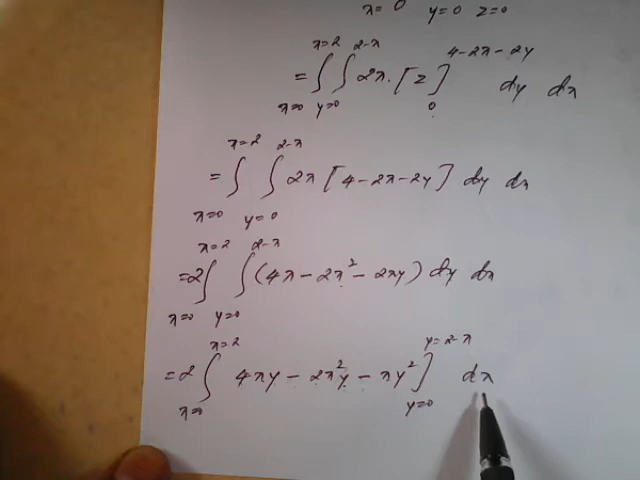 x=0 y=0 z=0
= ∫_{x=0}^{x=2} ∫_{y=0}^{2-x} 2x. [z]_{0}^{4-2x-2y} dy dx
= ∫_{x=0}^{x=2} ∫_{y=0}^{2-x} 2x [4-2x-2y] dy dx
=2 ∫_{x=0}^{x=2} ∫_{y=0}^{2-x} (4x-2x²-2xy) dy dx
=2 ∫_{x=0}^{x=2} 4xy-2x²y-xy²]_{y=0}^{y=2-x} dx